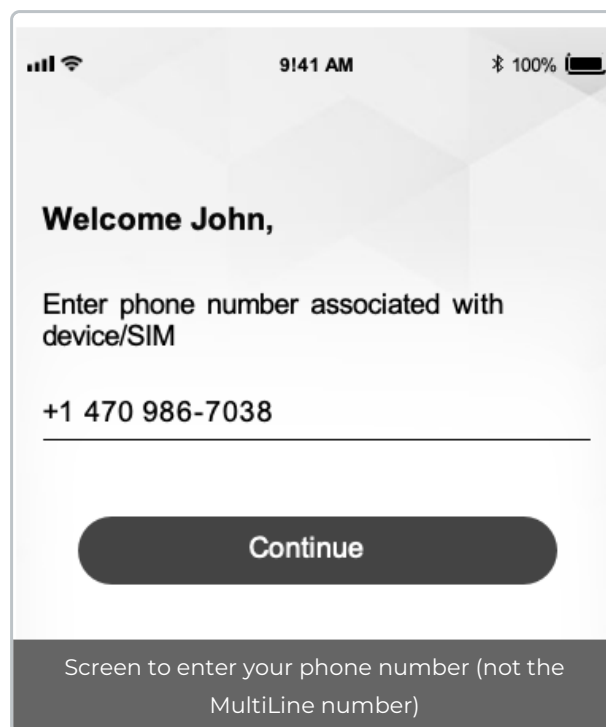 9:41 AM
100%
Welcome John,
Enter phone number associated with
device/SIM
+1 470 986-7038
Continue
Screen to enter your phone number (not the
MultiLine number)